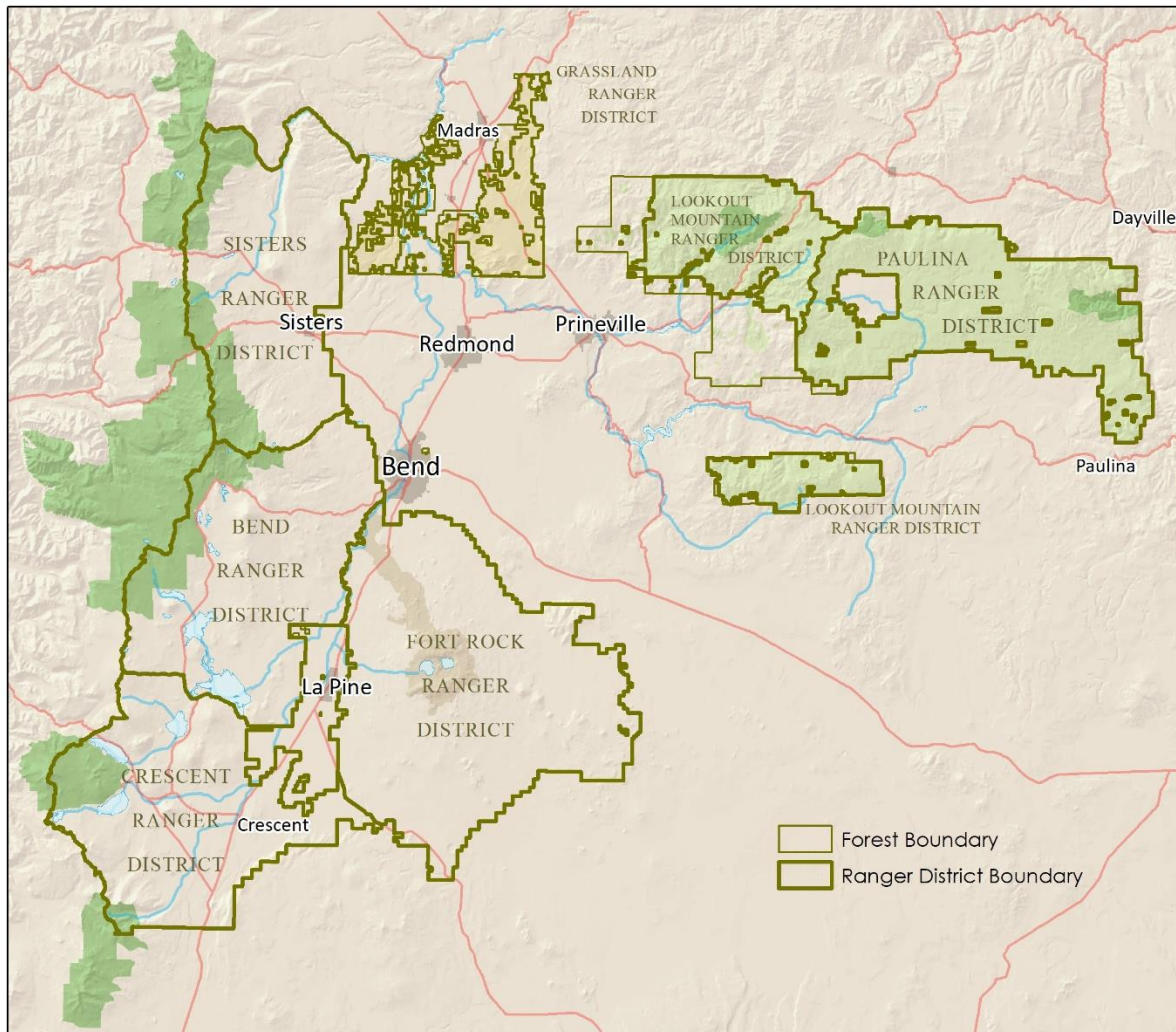 GRASSLAND
RANGER
DISTRICT
Madras
LOOKOUT
MOUNTAIN
RANGER
DISTRICT
Dayville
SISTERS
RANGER
DISTRICT
PAULINA
RANGER
DISTRICT
Sisters
Redmond
Prineville
Bend
Paulina
LOOKOUT MOUNTAIN
RANGER DISTRICT
BEND
RANGER
DISTRICT
FORT ROCK
RANGER
DISTRICT
La Pine
CRESCENT
RANGER
DISTRICT
Crescent
Forest Boundary
Ranger District Boundary